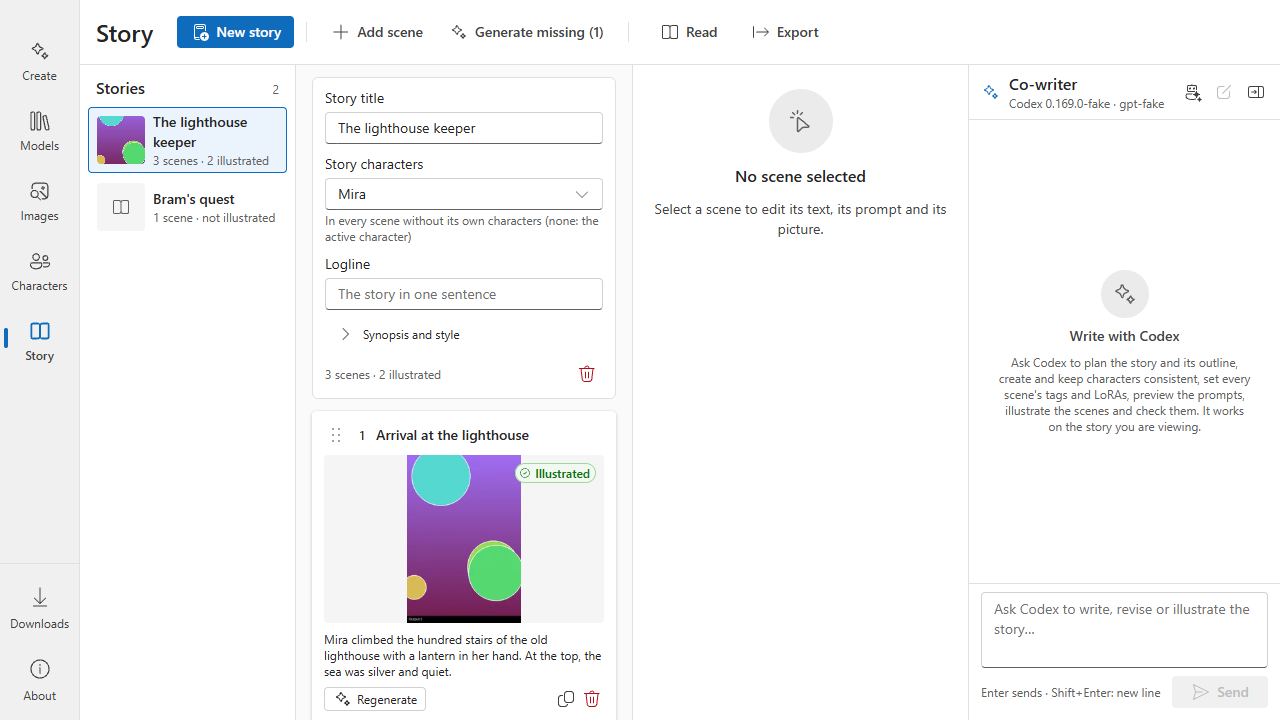 Story
New story
Add scene
Generate missing (1)
Read
Export
Create
Models
Images
Characters
Story
Downloads
About
Stories
2
The lighthouse
keeper
3 scenes · 2 illustrated
Bram's quest
1 scene · not illustrated
Story title
The lighthouse keeper
Story characters
Mira
In every scene without its own characters (none: the
active character)
Logline
The story in one sentence
Synopsis and style
3 scenes · 2 illustrated
1 Arrival at the lighthouse
Illustrated
Mira climbed the hundred stairs of the old
lighthouse with a lantern in her hand. At the top, the
sea was silver and quiet.
Regenerate
No scene selected
Select a scene to edit its text, its prompt and its
picture.
Co-writer
Codex 0.169.0-fake · gpt-fake
Write with Codex
Ask Codex to plan the story and its outline,
create and keep characters consistent, set every
scene's tags and LoRAs, preview the prompts,
illustrate the scenes and check them. It works
on the story you are viewing.
Ask Codex to write, revise or illustrate the
story...
Enter sends · Shift+Enter: new line
Send